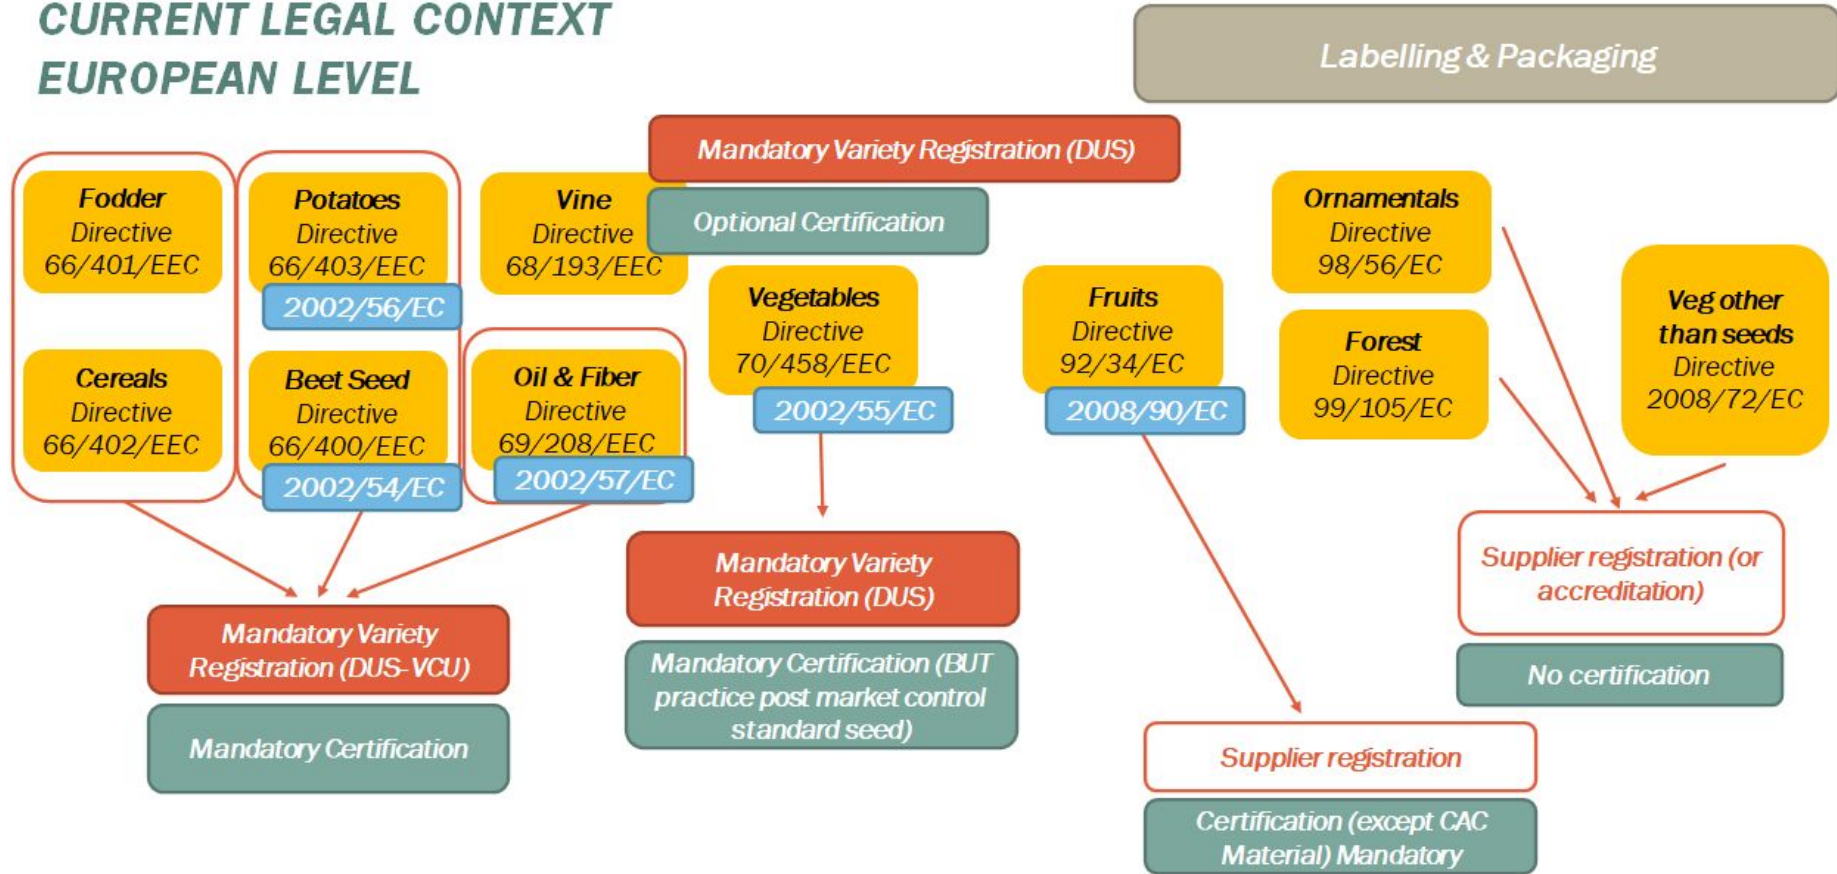 CURRENT LEGAL CONTEXT
EUROPEAN LEVEL
Labelling & Packaging
Mandatory Variety Registration (DUS)
Optional Certification
Fodder
Directive
66/401/EEC
Potatoes
Directive
66/403/EEC
2002/56/EC
Vine
Directive
68/193/EEC
Cereals
Directive
66/402/EEC
Beet Seed
Directive
66/400/EEC
2002/54/EC
Oil & Fiber
Directive
69/208/EEC
2002/57/EC
Vegetables
Directive
70/458/EEC
2002/55/EC
Fruits
Directive
92/34/EC
2008/90/EC
Ornamentals
Directive
98/56/EC
Forest
Directive
99/105/EC
Veg other
than seeds
Directive
2008/72/EC
Mandatory Variety
Registration (DUS-VCU)
Mandatory Certification
Mandatory Variety
Registration (DUS)
Mandatory Certification (BUT
practice post market control
standard seed)
Supplier registration
Certification (except CAC
Material) Mandatory
Supplier registration (or
accreditation)
No certification